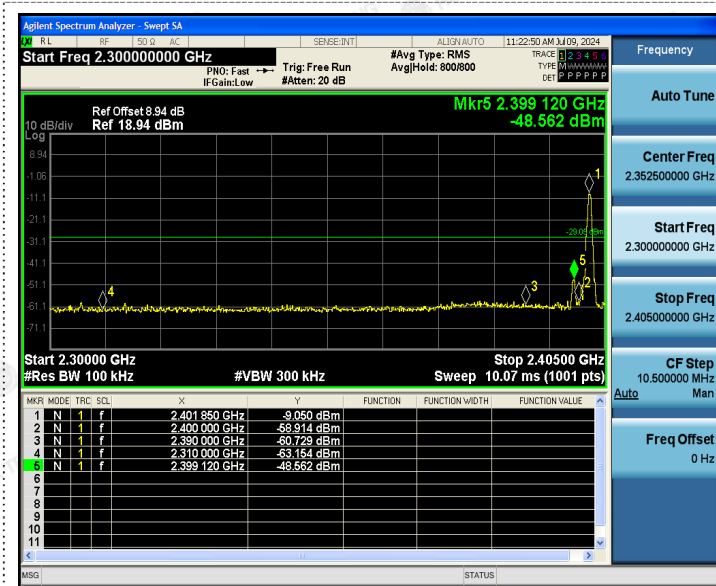 Agilent Spectrum Analyzer - Swept SA
RL RF 50 Ω AC SENSE:INT ALIGN AUTO 11:22:50 AM Jul 09, 2024
Start Freq 2.300000000 GHz
PNO: Fast
IFGain:Low
Trig: Free Run
#Atten: 20 dB
#Avg Type: RMS
Avg|Hold: 800/800
TRACE 1 2 3 4 5 6
TYPE M
DET P P P P P P
Ref Offset 8.94 dB
10 dB/div Ref 18.94 dBm
Log
Mkr5 2.399 120 GHz
-48.562 dBm
8.94
-1.06
-11.1
-21.1
-31.1
-41.1
-51.1
-61.1
-71.1
-29.05 dBm
1
2
3
4
5
Start 2.30000 GHz
Stop 2.40500 GHz
#Res BW 100 kHz
#VBW 300 kHz
Sweep 10.07 ms (1001 pts)
MKR MODE TRC SCL X Y FUNCTION FUNCTION WIDTH FUNCTION VALUE
1 N 1 f 2.401 850 GHz -9.050 dBm
2 N 1 f 2.400 000 GHz -58.914 dBm
3 N 1 f 2.390 000 GHz -60.729 dBm
4 N 1 f 2.310 000 GHz -63.154 dBm
5 N 1 f 2.399 120 GHz -48.562 dBm
6
7
8
9
10
11
MSG
STATUS
Frequency
Auto Tune
Center Freq
2.352500000 GHz
Start Freq
2.300000000 GHz
Stop Freq
2.405000000 GHz
CF Step
10.500000 MHz
Auto Man
Freq Offset
0 Hz